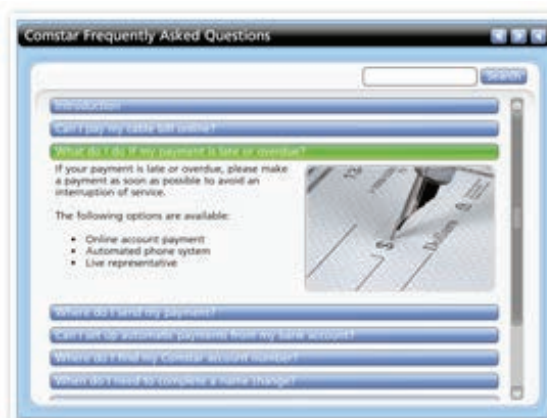 Comstar Frequently Asked Questions
Search
Introduction
Can I pay my cable bill online?
What do I do if my payment is late or overdue?
If your payment is late or overdue, please make
a payment as soon as possible to avoid an
interruption of service.
The following options are available:
• Online account payment
• Automated phone system
• Live representative
$
Dollars
Where do I send my payment?
Can I set up automatic payments from my bank account?
Where do I find my Comstar account number?
When do I need to complete a name change?